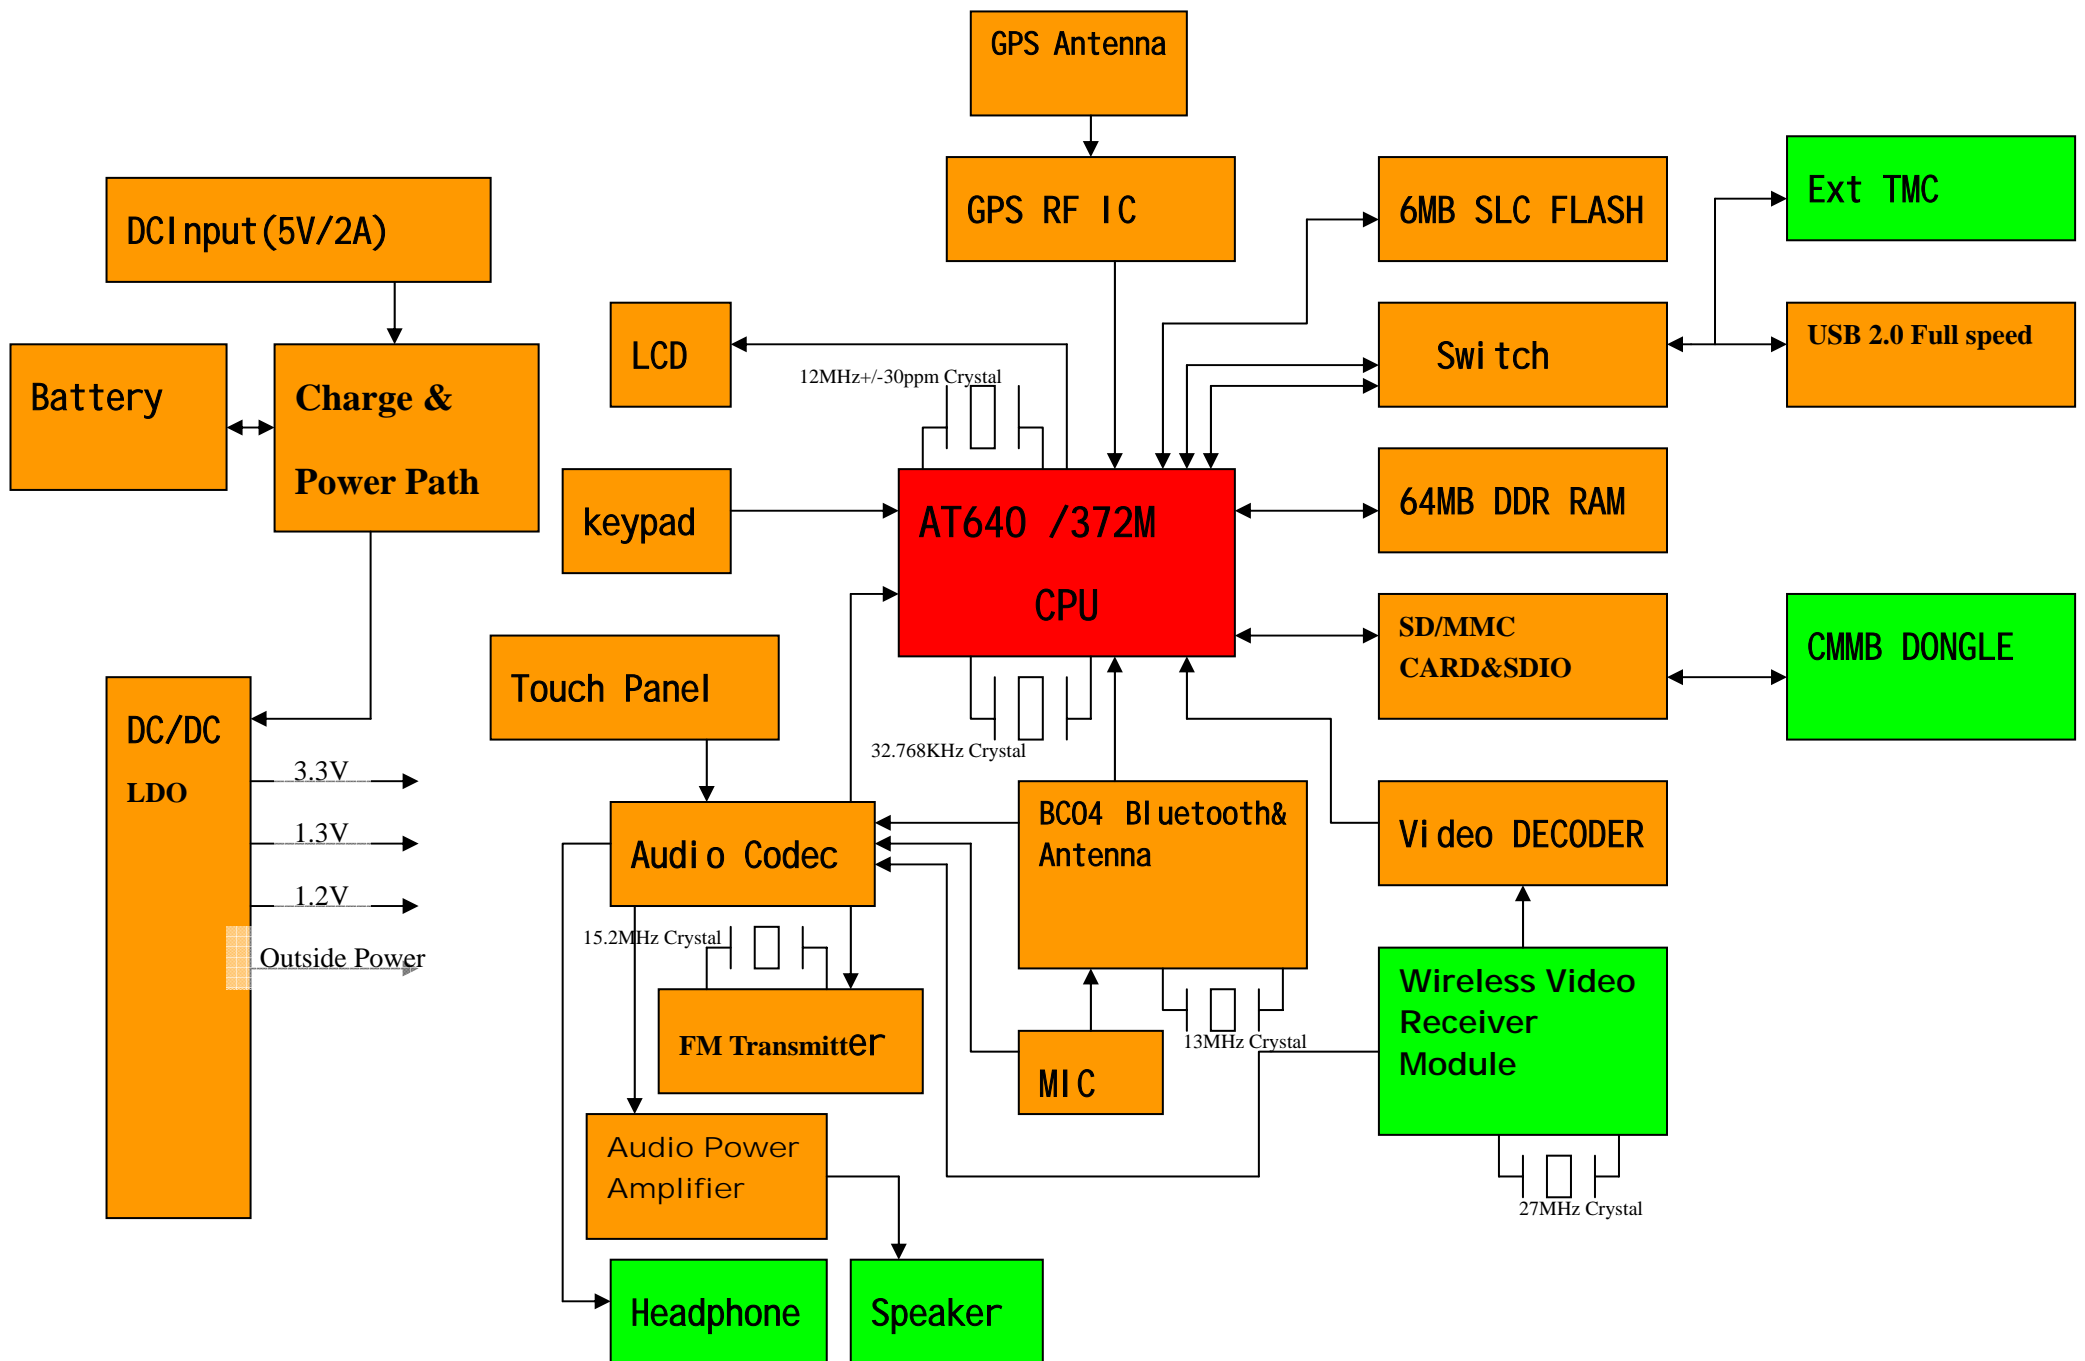 GPS Antenna
GPS RF IC
6MB SLC FLASH
Ext TMC
DCInput(5V/2A)
LCD
Switch
USB 2.0 Full speed
Battery
Charge &
Power Path
12MHz+/-30ppm Crystal
keypad
AT640 /372M
CPU
64MB DDR RAM
SD/MMC
CARD&SDIO
CMMB DONGLE
Touch Panel
32.768KHz Crystal
DC/DC
LDO
3.3V
1.3V
1.2V
Outside Power
Audio Codec
BC04 Bluetooth&
Antenna
Video DECODER
15.2MHz Crystal
FM Transmitter
MIC
13MHz Crystal
Wireless Video
Receiver
Module
Audio Power
Amplifier
27MHz Crystal
Headphone
Speaker